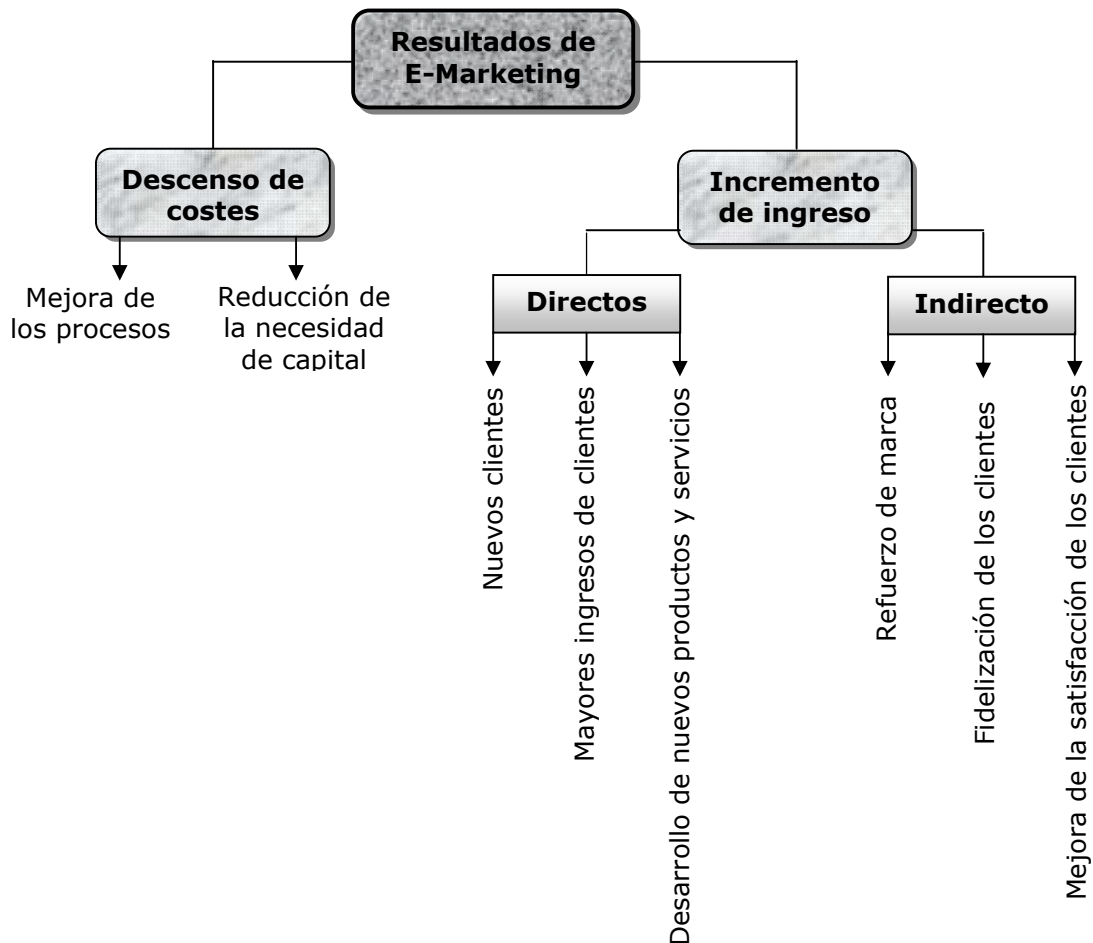 Resultados de
E-Marketing
Descenso de
costes
Incremento
de ingreso
Mejora de
los procesos
Reducción de
la necesidad
de capital
Directos
Indirecto
Nuevos clientes
Mayores ingresos de clientes
Desarrollo de nuevos productos y servicios
Refuerzo de marca
Fidelización de los clientes
Mejora de la satisfacción de los clientes